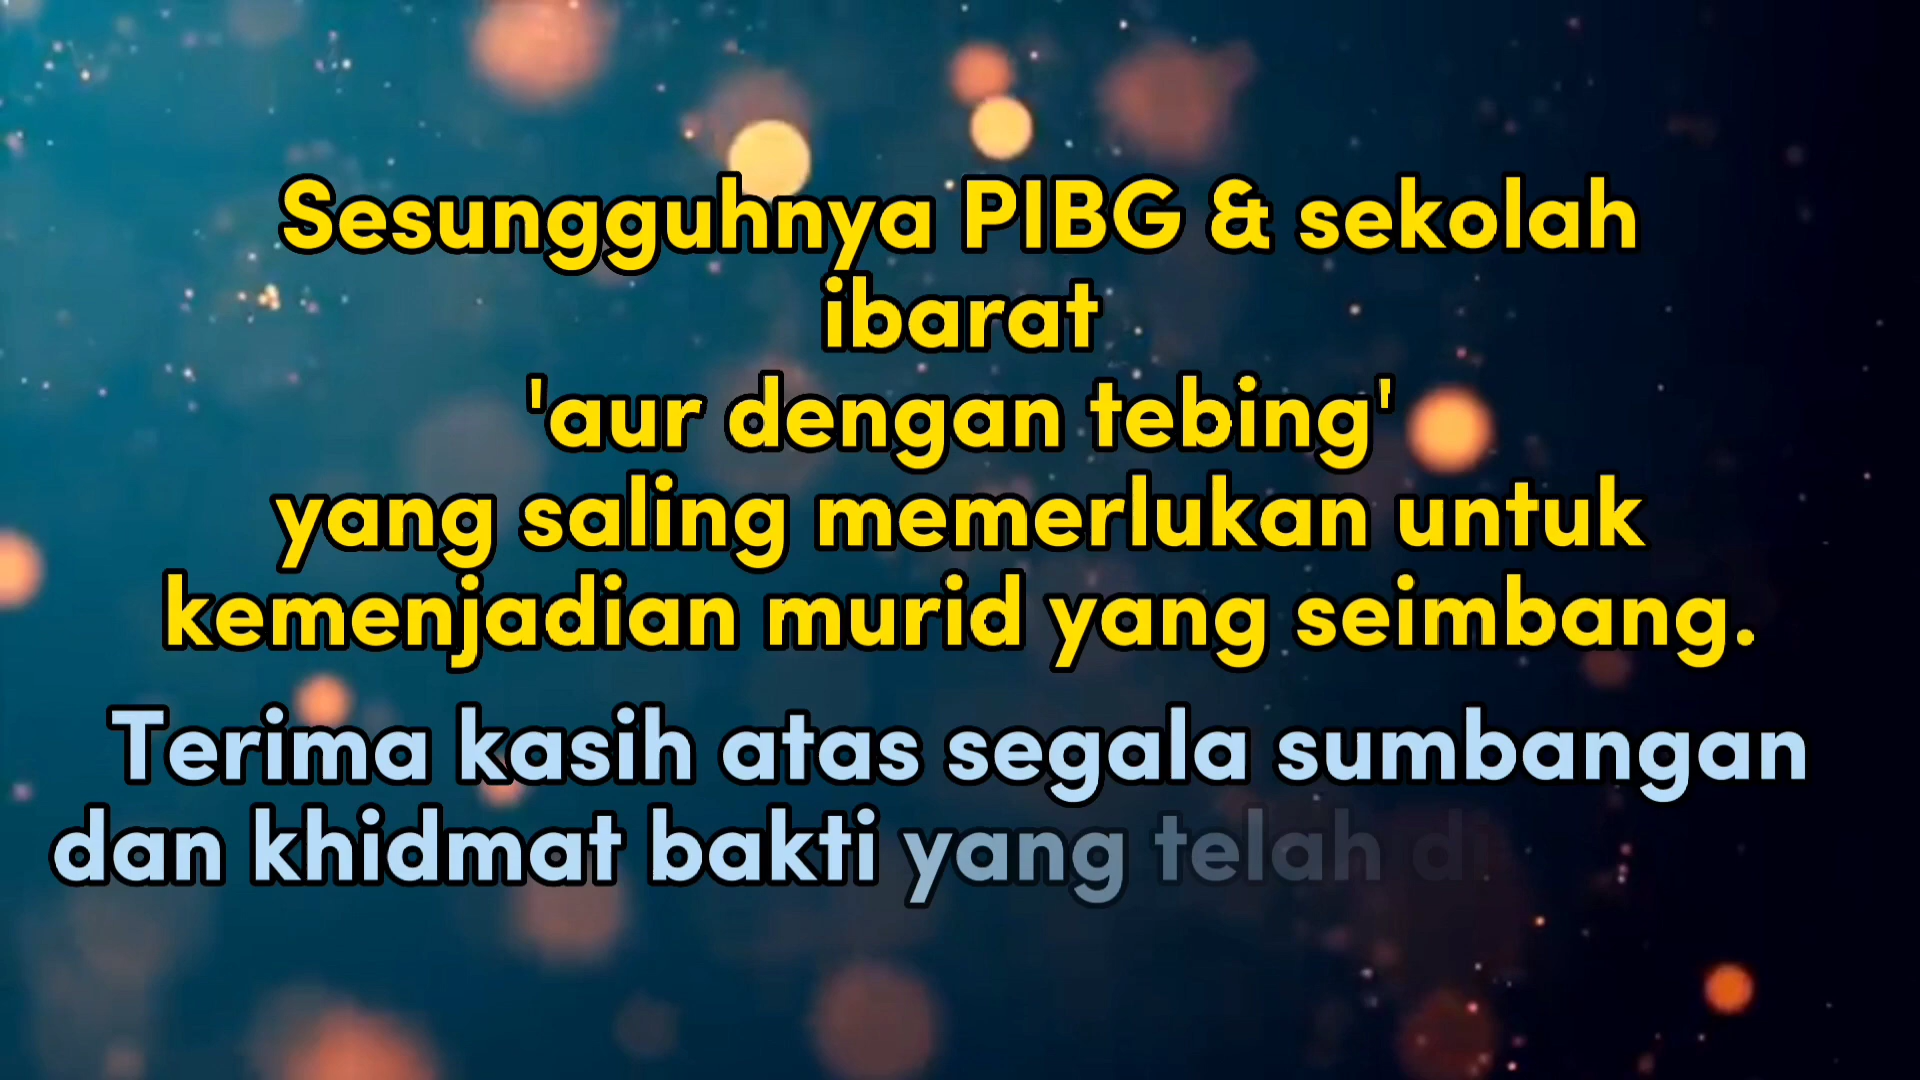 Sesungguhnya PIBG & sekolah
ibarat
'aur dengan tebing'
yang saling memerlukan untuk
kemenjadian murid yang seimbang.
Terima kasih atas segala sumbangan
dan khidmat bakti yang telah di